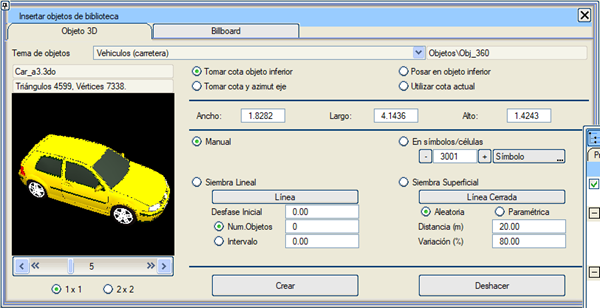 Insertar objetos de biblioteca
Objeto 3D
Billboard
Tema de objetos
Vehiculos (carretera)
Objetos\Obj_360
Car_a3.3do
Triángulos 4599, Vértices 7338.
Tomar cota objeto inferior
Posar en objeto inferior
Tomar cota y azimut eje
Utilizar cota actual
Ancho: 1.8282 Largo: 4.1436 Alto: 1.4243
Manual
En símbolos/células
- 3001 + Símbolo ...
Siembra Lineal
Siembra Superficial
Línea
Línea Cerrada
Desfase Inicial 0.00
Aleatoria Paramétrica
Num.Objetos 0
Distancia (m) 20.00
Intervalo 0.00
Variación (%) 80.00
< << 5 >> >
1 x 1 2 x 2
Crear
Deshacer